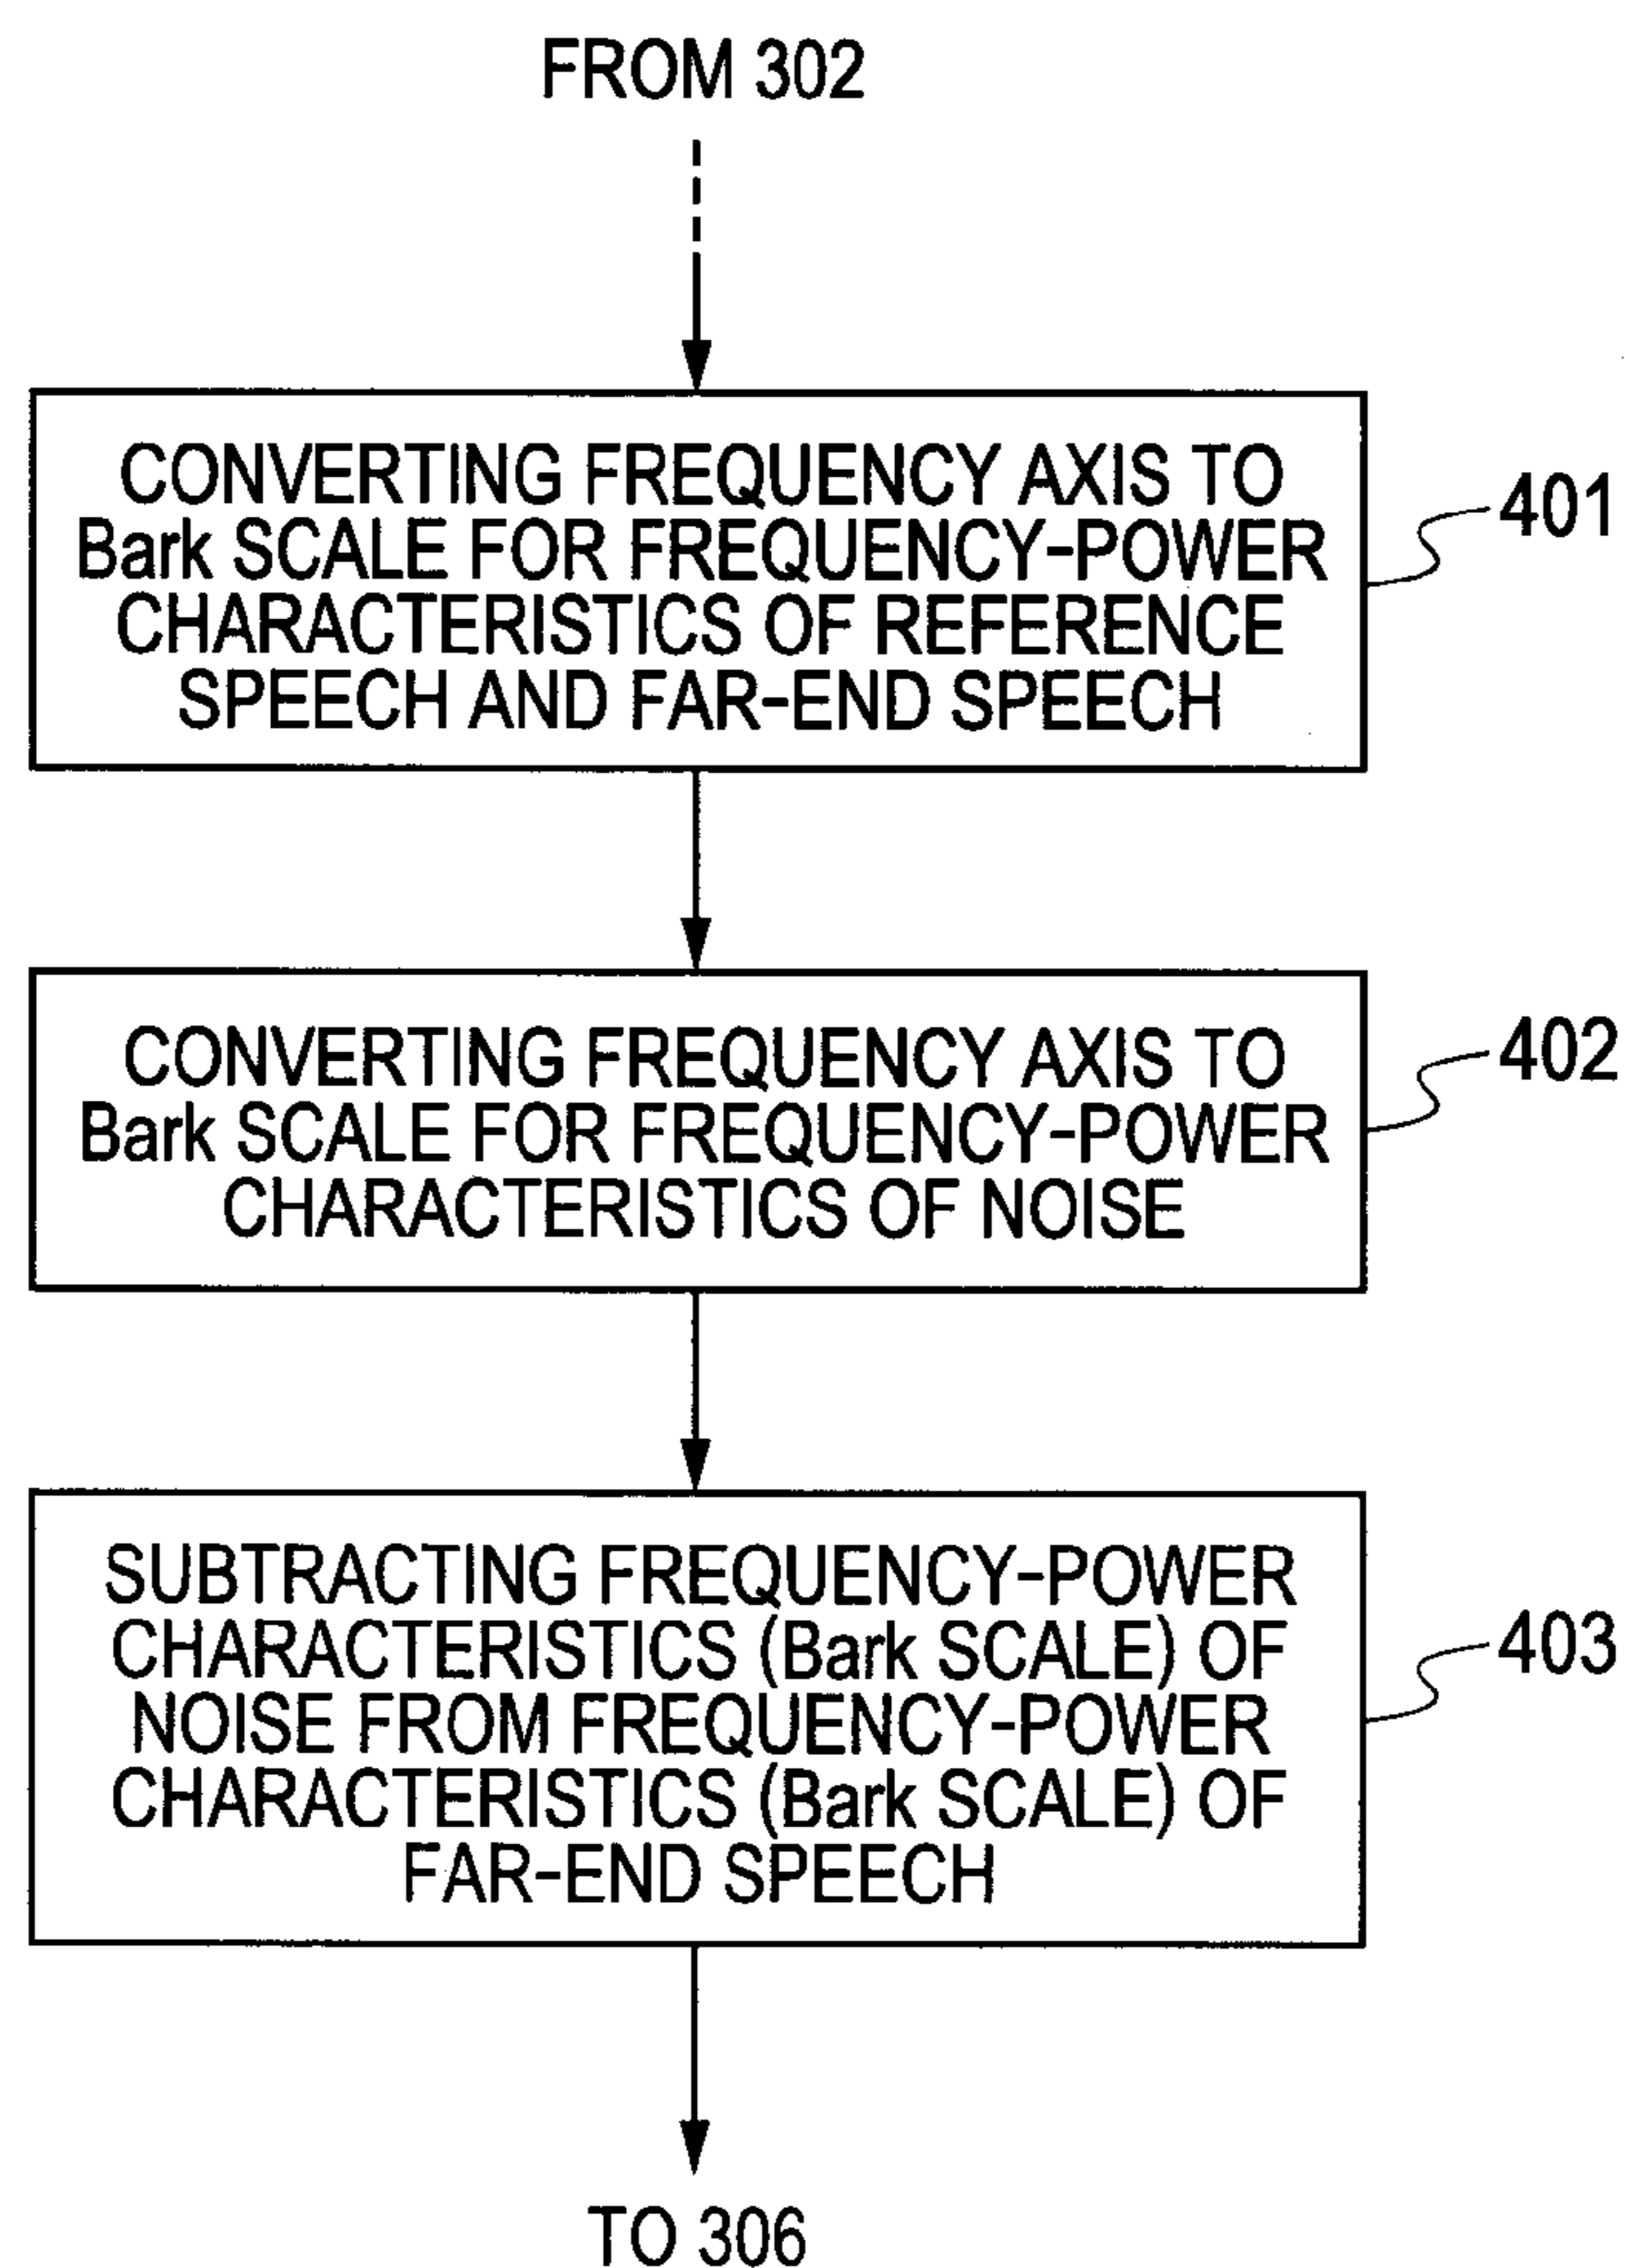 FROM 302
CONVERTING FREQUENCY AXIS TO
Bark SCALE FOR FREQUENCY-POWER
CHARACTERISTICS OF REFERENCE
SPEECH AND FAR-END SPEECH
401
CONVERTING FREQUENCY AXIS TO
Bark SCALE FOR FREQUENCY-POWER
CHARACTERISTICS OF NOISE
402
SUBTRACTING FREQUENCY-POWER
CHARACTERISTICS (Bark SCALE) OF
NOISE FROM FREQUENCY-POWER
CHARACTERISTICS (Bark SCALE) OF
FAR-END SPEECH
403
TO 306